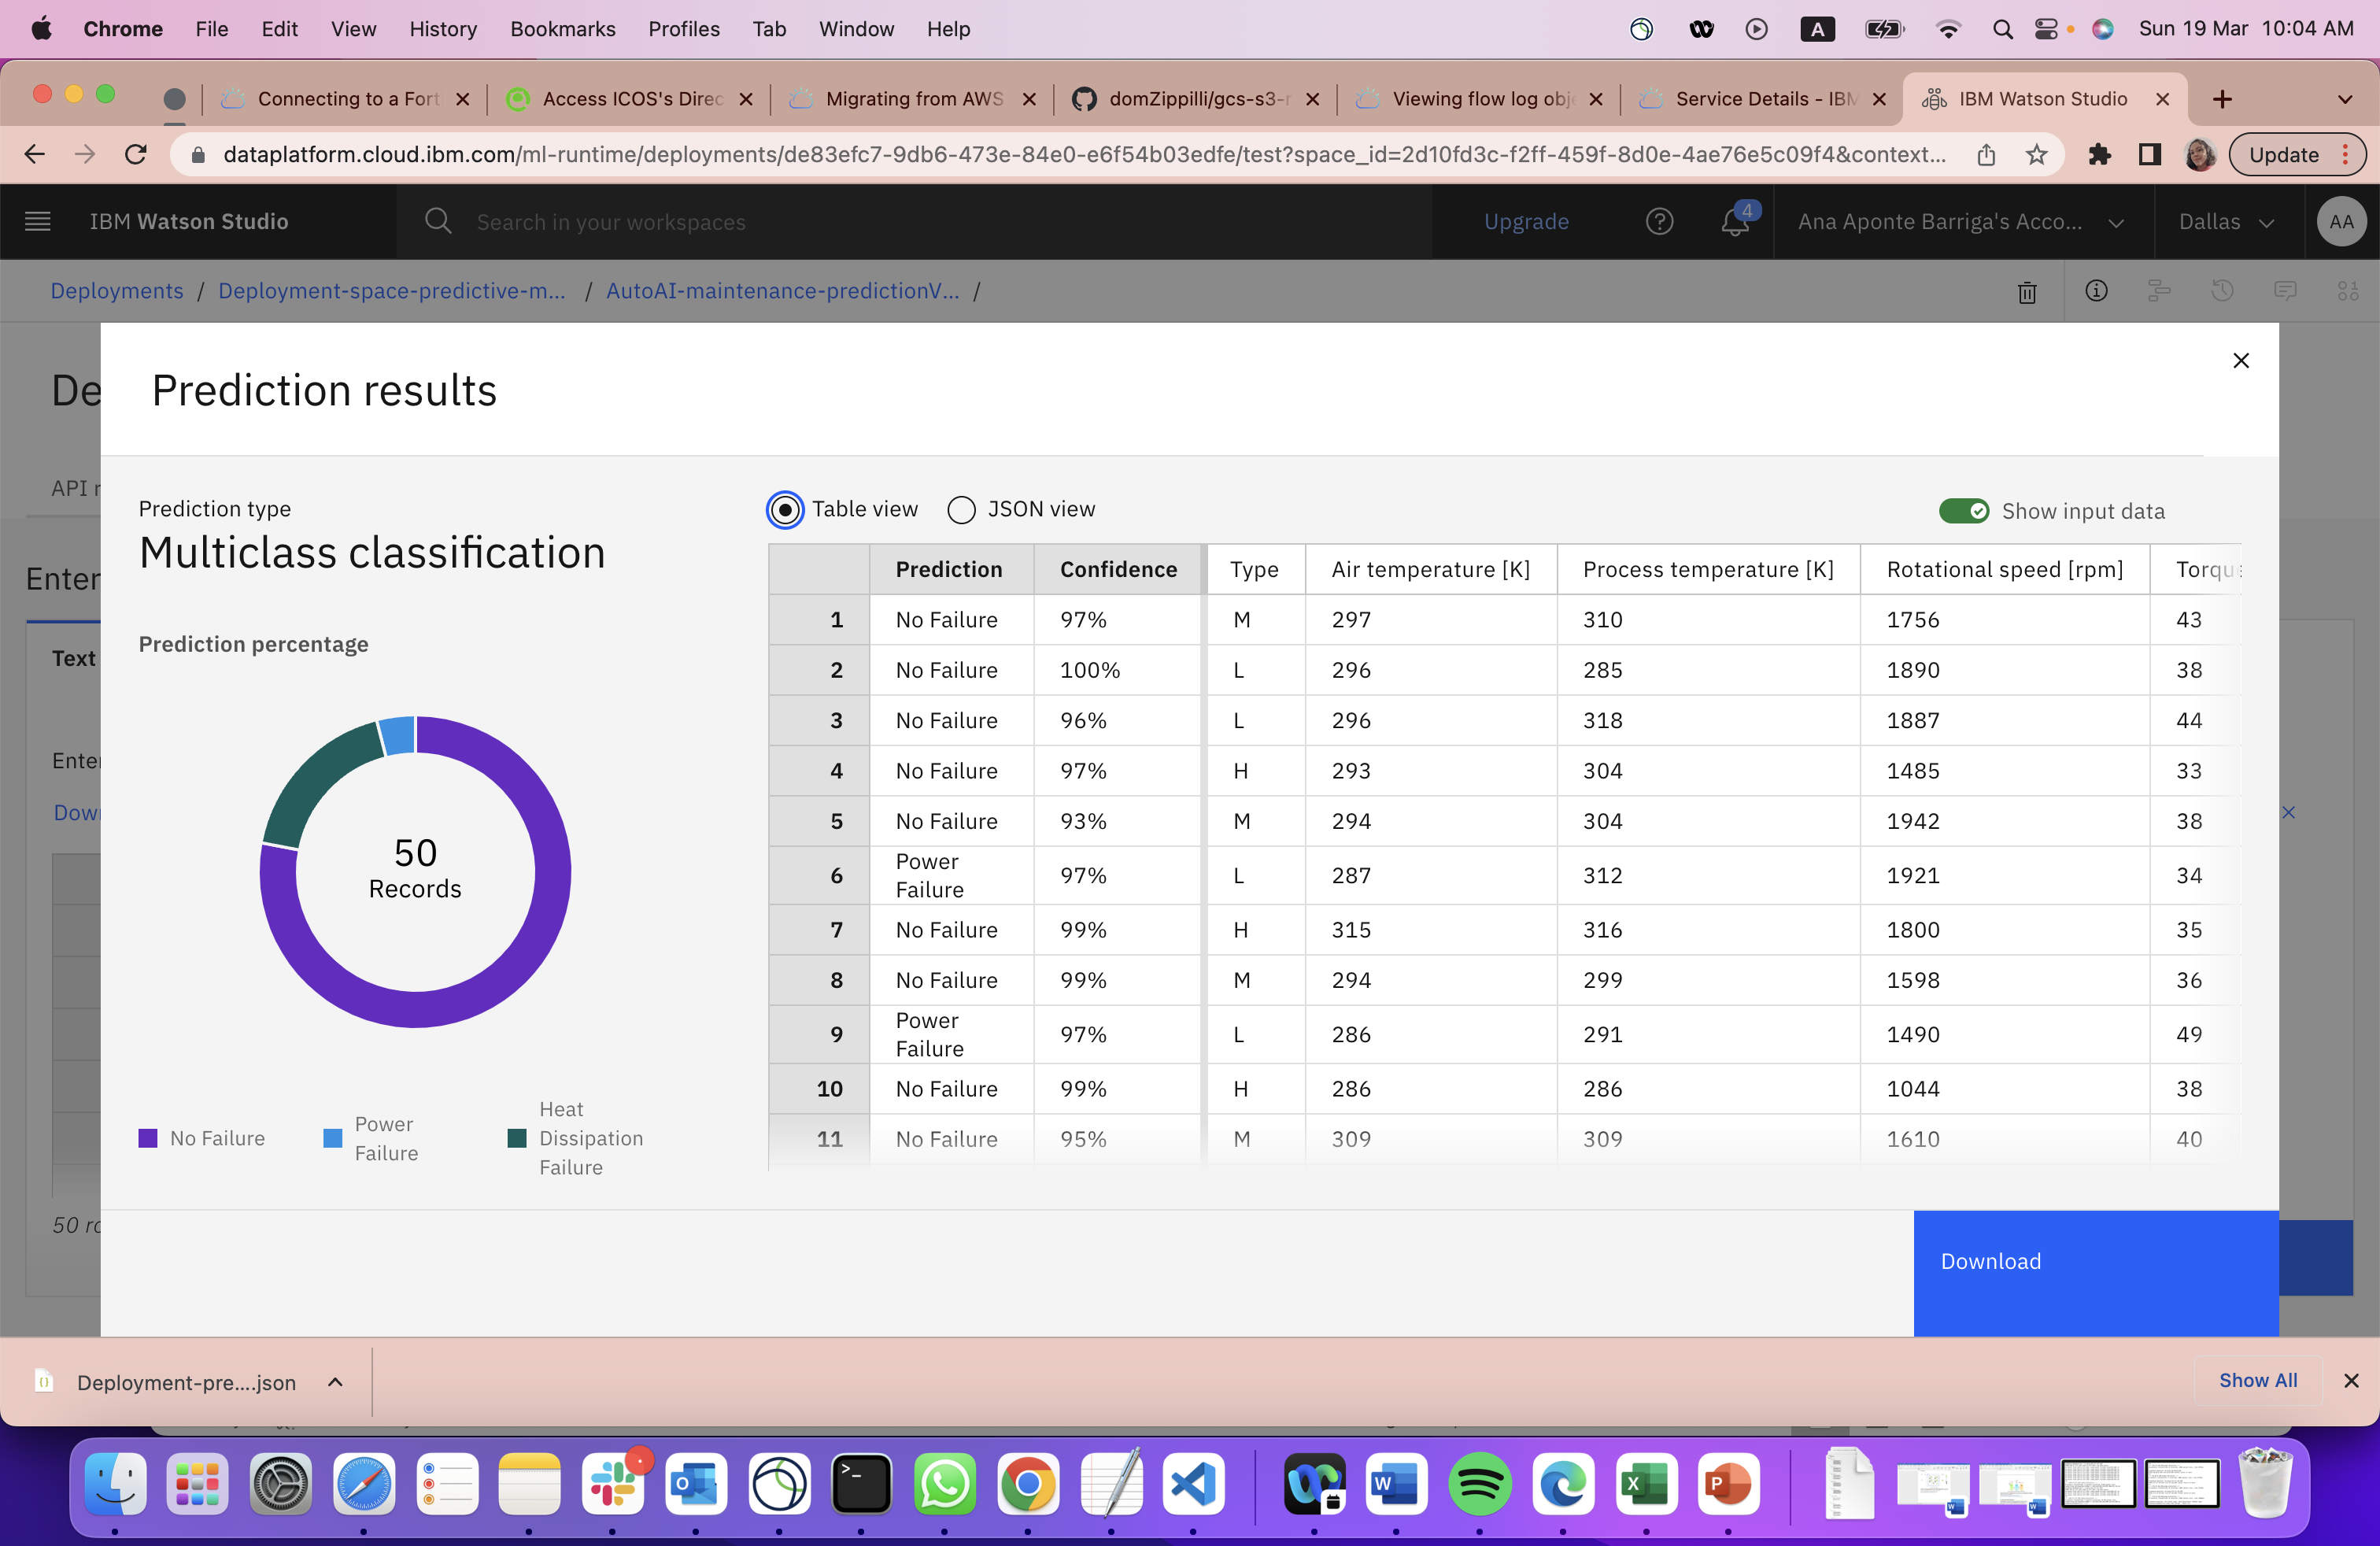 Chrome File Edit View History Bookmarks Profiles Tab Window Help A Sun 19 Mar 10:04 AM
Connecting to a Fort Access ICOS's Direc Migrating from AWS domZippilli/gcs-s3-r Viewing flow log obj Service Details - IBM IBM Watson Studio
dataplatform.cloud.ibm.com/ml-runtime/deployments/de83efc7-9db6-473e-84e0-e6f54b03edfe/test?space_id=2d10fd3c-f2ff-459f-8d0e-4ae76e5c09f4&context... Update
IBM Watson Studio Search in your workspaces Upgrade 4 Ana Aponte Barriga's Acco... Dallas AA
Deployments / Deployment-space-predictive-m... / AutoAI-maintenance-predictionV... /
De
Prediction results
API r
Enter
Text
Enter
Down
50 ro
Prediction type
Multiclass classification
Prediction percentage
50
Records
No Failure
Power Failure
Heat Dissipation Failure
Table view JSON view Show input data
Prediction Confidence Type Air temperature [K] Process temperature [K] Rotational speed [rpm] Torque
1 No Failure 97% M 297 310 1756 43
2 No Failure 100% L 296 285 1890 38
3 No Failure 96% L 296 318 1887 44
4 No Failure 97% H 293 304 1485 33
5 No Failure 93% M 294 304 1942 38
6 Power Failure 97% L 287 312 1921 34
7 No Failure 99% H 315 316 1800 35
8 No Failure 99% M 294 299 1598 36
9 Power Failure 97% L 286 291 1490 49
10 No Failure 99% H 286 286 1044 38
11 No Failure 95% M 309 309 1610 40
Download
Deployment-pre....json Show All